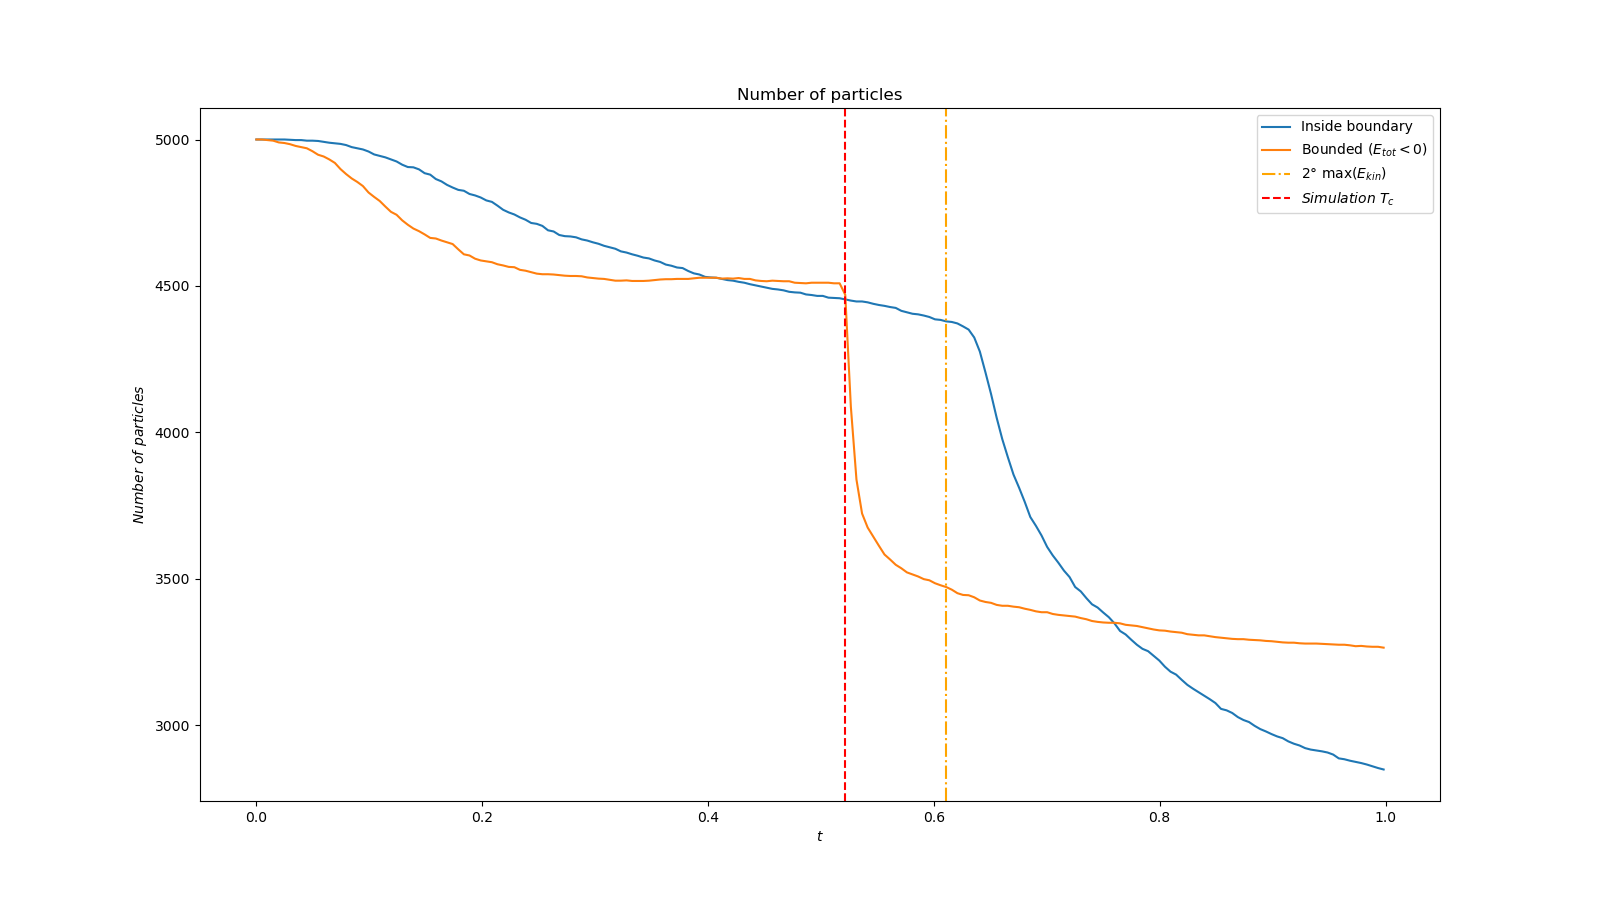 Number of particles
Inside boundary
Bounded (E_tot < 0)
2° max(E_kin)
Simulation T_c
Number of particles
5000
4500
4000
3500
3000
0.0 0.2 0.4 0.6 0.8 1.0
t